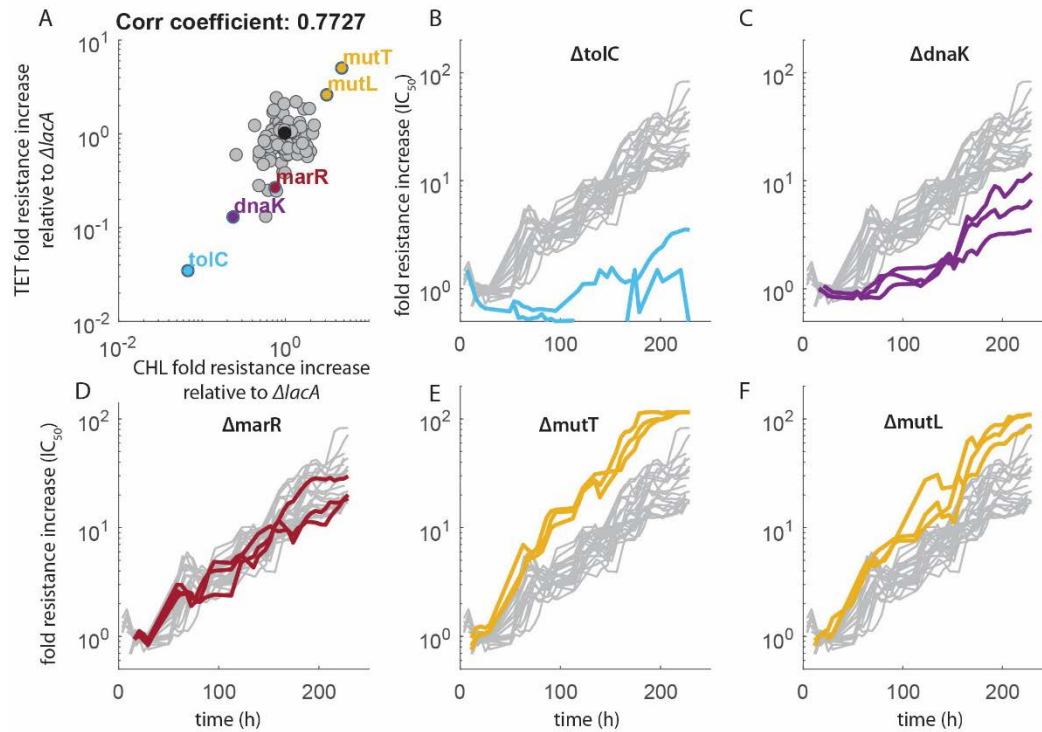 A
Corr coefficient: 0.7727
10¹
10⁰
10⁻¹
10⁻²
TET fold resistance increase
relative to ΔlacA
mutT
mutL
marR
dnaK
tolC
10⁻²
10⁰
CHL fold resistance increase
relative to ΔlacA
B
ΔtolC
10²
10¹
10⁰
fold resistance increase (IC₅₀)
0
100
200
C
ΔdnaK
10²
10¹
10⁰
0
100
200
D
ΔmarR
10²
10¹
10⁰
fold resistance increase (IC₅₀)
0
100
200
time (h)
E
ΔmutT
10²
10¹
10⁰
0
100
200
time (h)
F
ΔmutL
10²
10¹
10⁰
0
100
200
time (h)